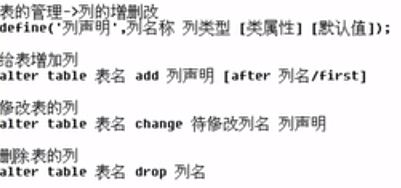 表的管理->列的增删改
define('列声明',列名称 列类型 [类属性] [默认值]);
给表增加列
alter table 表名 add 列声明 [after 列名/first]
修改表的列
alter table 表名 change 待修改列名 列声明
删除表的列
alter table 表名 drop 列名